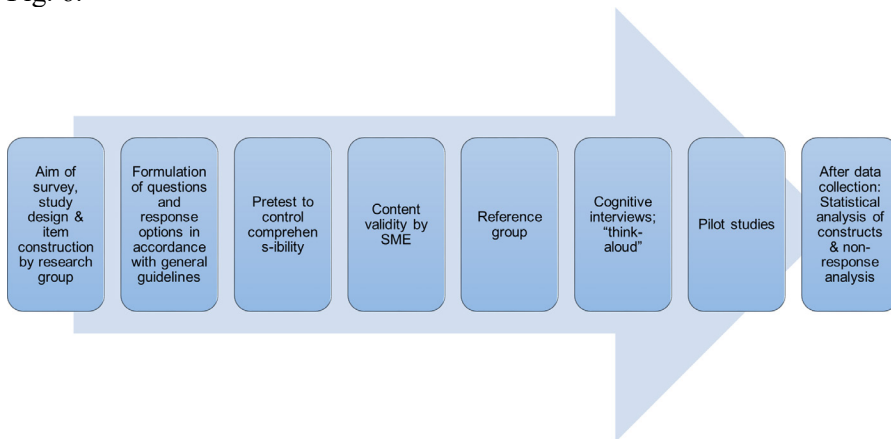 Fig. 6.
Aim of
survey,
study
design &
item
construction
by research
group
Formulation
of questions
and
response
options in
accordance
with general
guidelines
Pretest to
control
comprehen
s-ibility
Content
validity by
SME
Reference
group
Cognitive
interviews;
"think-
aloud"
Pilot studies
After data
collection:
Statistical
analysis of
constructs
& non-
response
analysis